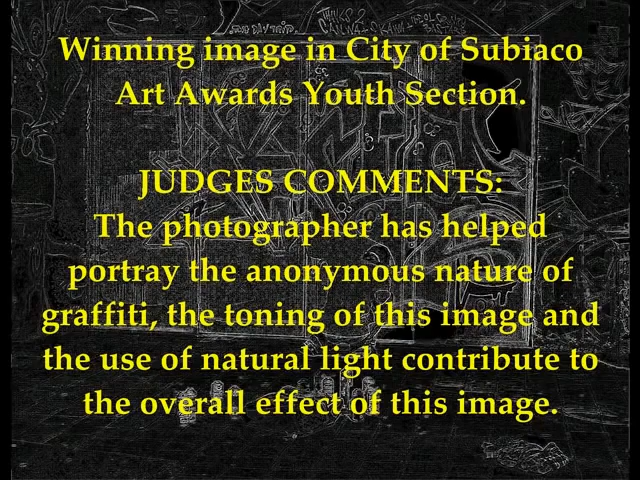 Winning image in City of Subiaco
Art Awards Youth Section.
JUDGES COMMENTS:
The photographer has helped
portray the anonymous nature of
graffiti, the toning of this image and
the use of natural light contribute to
the overall effect of this image.